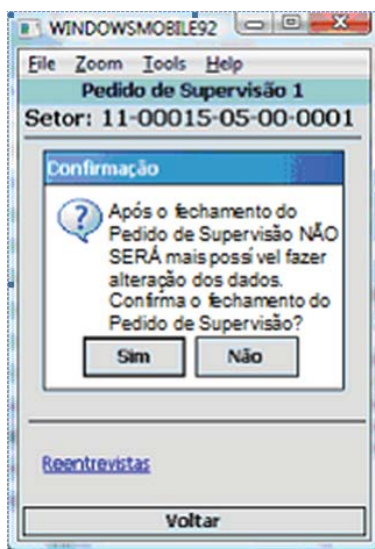 WINDOWSMOBILE92
File Zoom Tools Help
Pedido de Supervisão 1
Setor: 11-00015-05-00-0001
Confirmação
Após o fechamento do
Pedido de Supervisão NÃO
SERÁ mais possível fazer
alteração dos dados.
Confirma o fechamento do
Pedido de Supervisão?
Sim Não
Reentrevistas
Voltar